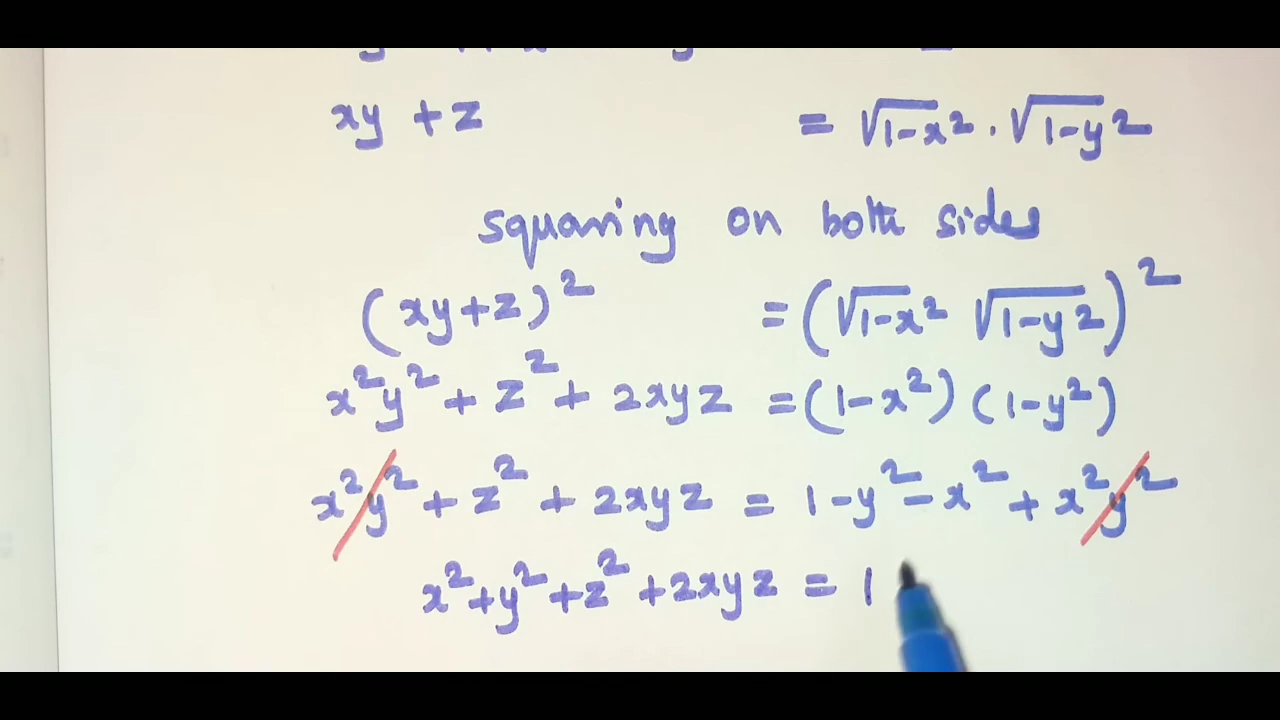 xy + z = √1-x² . √1-y²
squaring on both sides
(xy+z)² = (√1-x² √1-y²)²
x²y² + z² + 2xyz = (1-x²) (1-y²)
x²y² + z² + 2xyz = 1-y²-x² + x²y²
x²+y²+z²+2xyz = 1